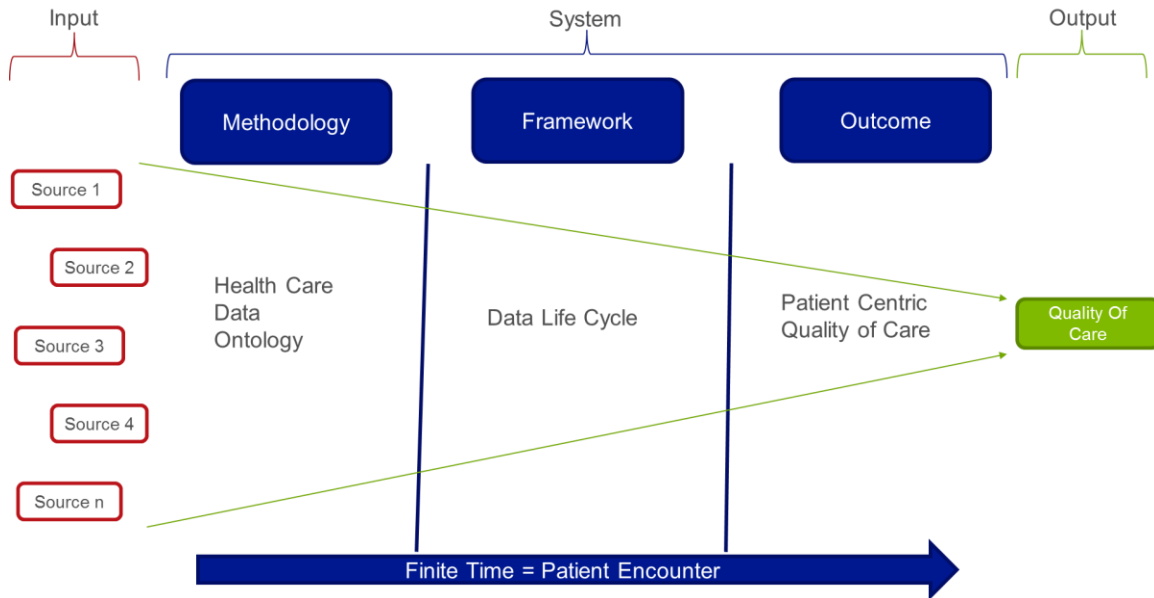 Input
System
Output
Methodology
Framework
Outcome
Source 1
Source 2
Source 3
Source 4
Source n
Health Care
Data
Ontology
Data Life Cycle
Patient Centric
Quality of Care
Quality Of
Care
Finite Time = Patient Encounter